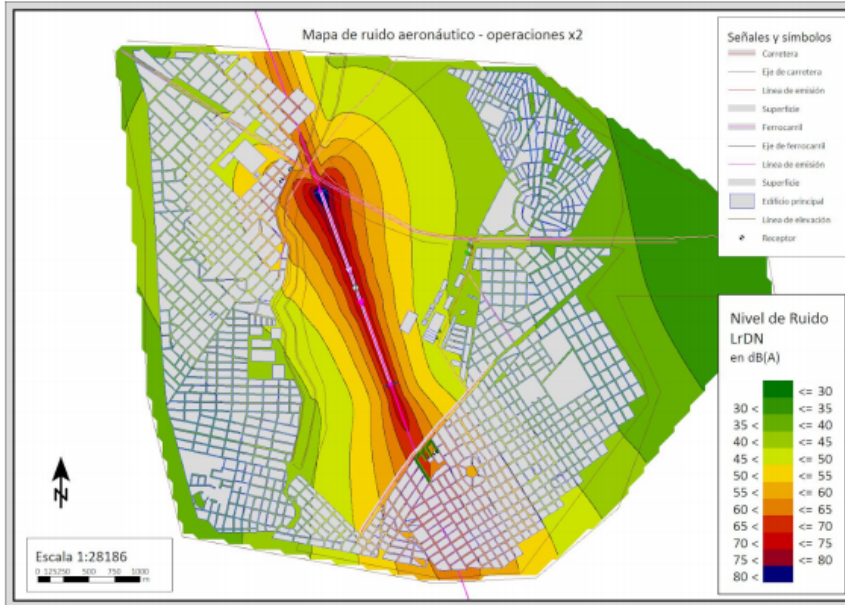 Mapa de ruido aeronáutico - operaciones x2
Señales y símbolos
Carretera
Eje de carretera
Línea de emisión
Superficie
Ferrocarril
Eje de ferrocarril
Línea de emisión
Superficie
Edificio principal
Línea de elevación
Receptor
Nivel de Ruido
LrDN
en dB(A)
<= 30
30 < <= 35
35 < <= 40
40 < <= 45
45 < <= 50
50 < <= 55
55 < <= 60
60 < <= 65
65 < <= 70
70 < <= 75
75 < <= 80
80 <
N
Escala 1:28186
0 125250 500 750 1000
m